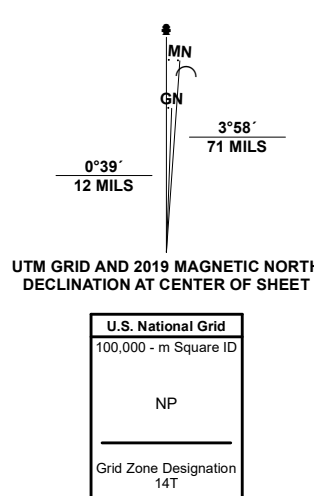 MN
GN
3°58´
71 MILS
0°39´
12 MILS
UTM GRID AND 2019 MAGNETIC NORTH
DECLINATION AT CENTER OF SHEET
U.S. National Grid
100,000 - m Square ID
NP
Grid Zone Designation
14T